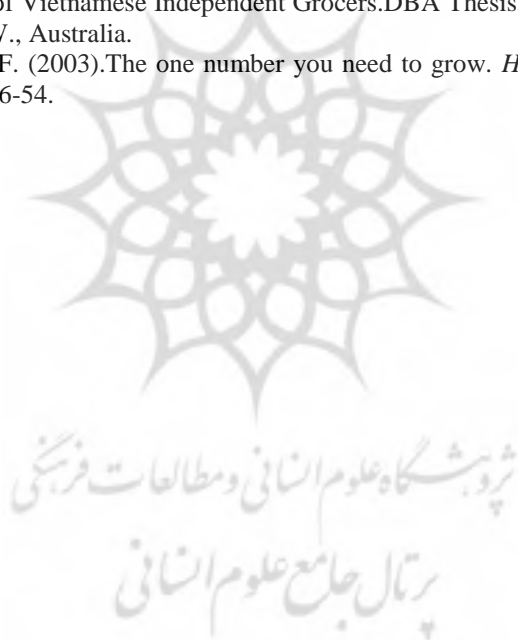 of Vietnamese Independent Grocers.DBA Thesis
V., Australia.
F. (2003).The one number you need to grow. H
6-54.
پژوهشگاه علوم انسانی و مطالعات فرهنگی
پرتال جامع علوم انسانی